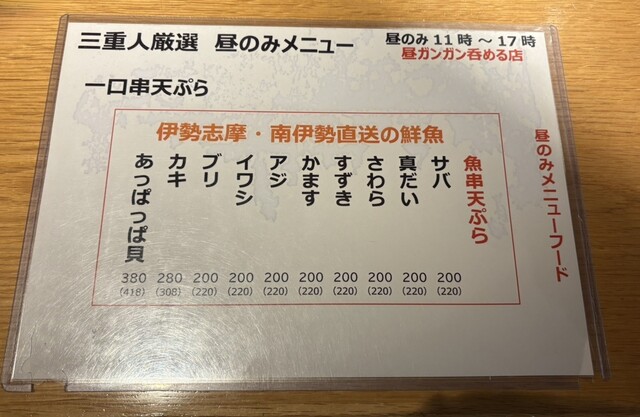 三重人厳選 昼のみメニュー
昼のみ11時～17時
昼ガンガン呑める店
一口串天ぷら
昼のみメニューフード
伊勢志摩・南伊勢直送の鮮魚
魚串天ぷら
サバ 200 (220)
真だい 200 (220)
さわら 200 (220)
すずき 200 (220)
かます 200 (220)
アジ 200 (220)
イワシ 200 (220)
ブリ 200 (220)
カキ 280 (308)
あっぱっぱ貝 380 (418)